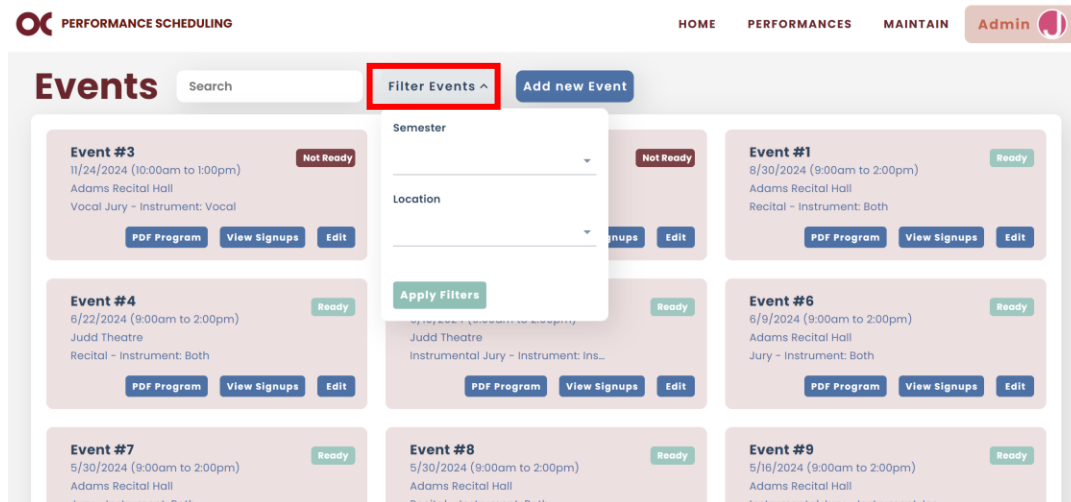 OC PERFORMANCE SCHEDULING
HOME PERFORMANCES MAINTAIN Admin J
Events Search Filter Events Add new Event
Semester
Location
Apply Filters
Event #3 Not Ready
11/24/2024 (10:00am to 1:00pm)
Adams Recital Hall
Vocal Jury - Instrument: Vocal
PDF Program View Signups Edit
Not Ready
Edit
Event #1 Ready
8/30/2024 (9:00am to 2:00pm)
Adams Recital Hall
Recital - Instrument: Both
PDF Program View Signups Edit
Event #4 Ready
6/22/2024 (9:00am to 2:00pm)
Judd Theatre
Recital - Instrument: Both
PDF Program View Signups Edit
Ready
Judd Theatre
Instrumental Jury - Instrument: Ins...
PDF Program View Signups Edit
Event #6 Ready
6/9/2024 (9:00am to 2:00pm)
Adams Recital Hall
Jury - Instrument: Both
PDF Program View Signups Edit
Event #7 Ready
5/30/2024 (9:00am to 2:00pm)
Adams Recital Hall
Event #8 Ready
5/30/2024 (9:00am to 2:00pm)
Adams Recital Hall
Event #9 Ready
5/16/2024 (9:00am to 2:00pm)
Adams Recital Hall